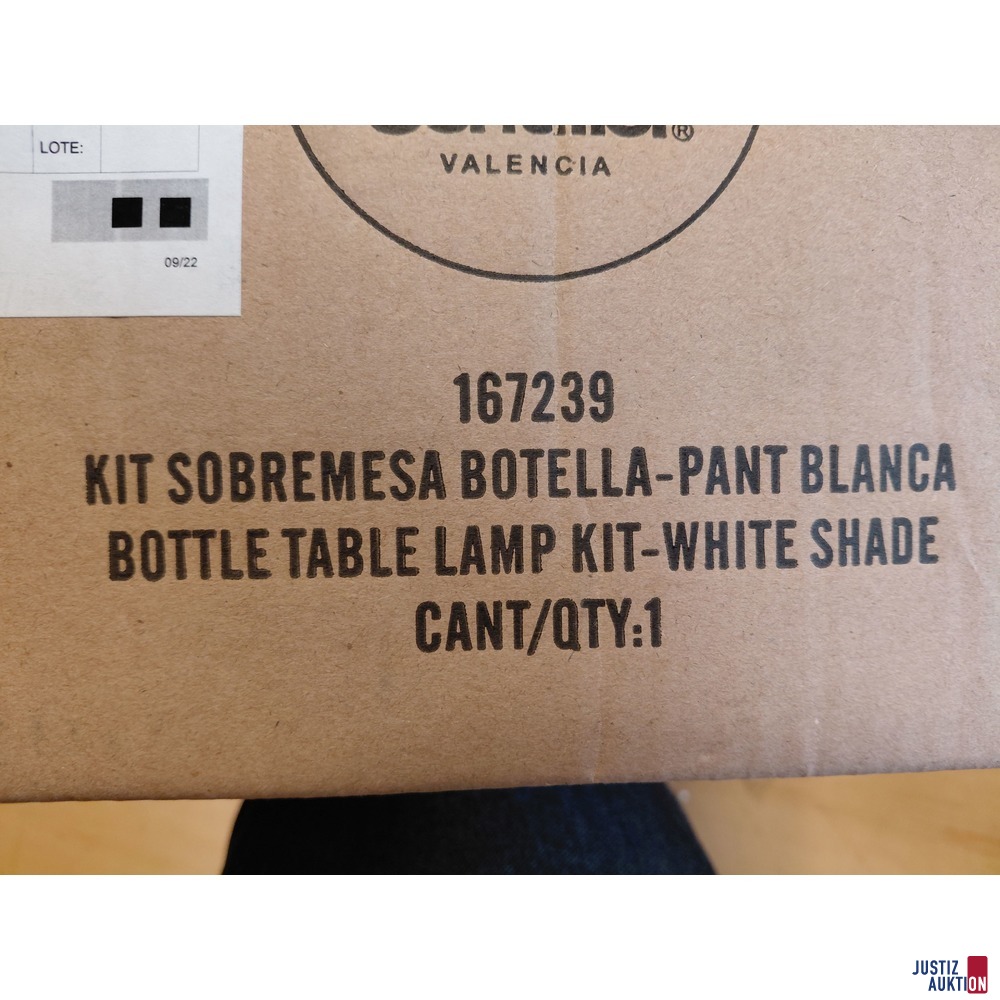 LOTE:
09/22
®
VALENCIA
167239
KIT SOBREMESA BOTELLA-PANT BLANCA
BOTTLE TABLE LAMP KIT-WHITE SHADE
CANT/QTY:1
JUSTIZ
AUKTION